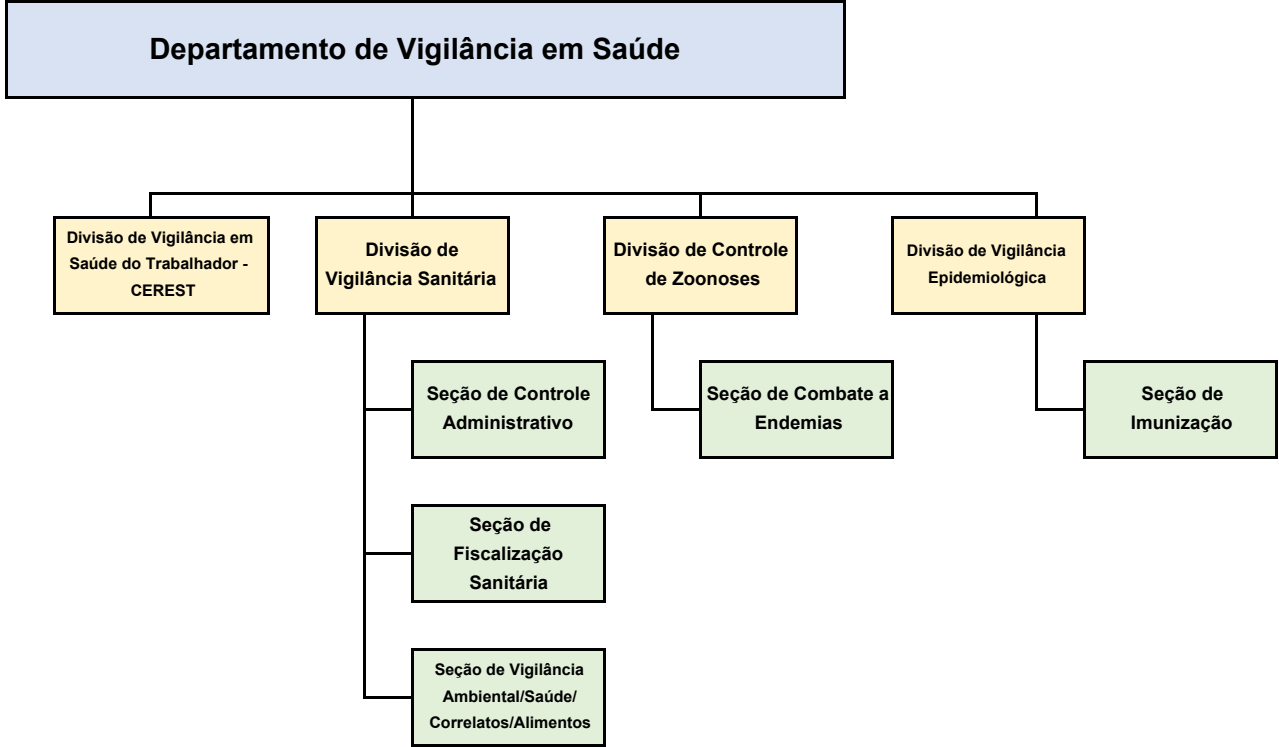 Departamento de Vigilância em Saúde
Divisão de Vigilância em
Saúde do Trabalhador -
CEREST
Divisão de
Vigilância Sanitária
Divisão de Controle
de Zoonoses
Divisão de Vigilância
Epidemiológica
Seção de Controle
Administrativo
Seção de Combate a
Endemias
Seção de
Imunização
Seção de
Fiscalização
Sanitária
Seção de Vigilância
Ambiental/Saúde/
Correlatos/Alimentos